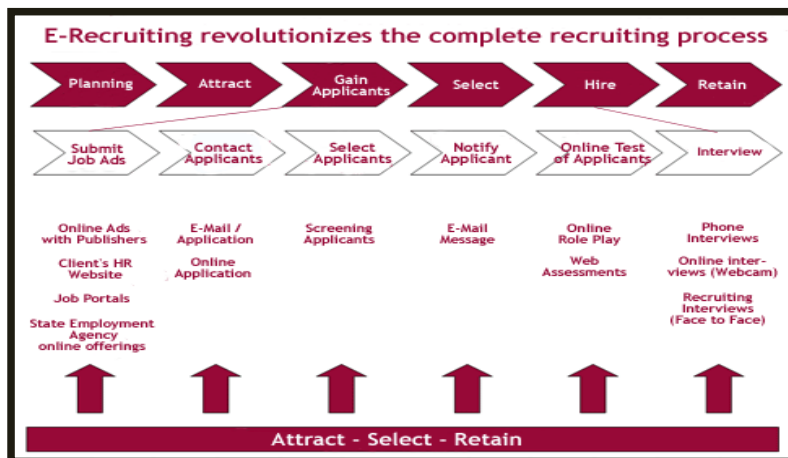 E-Recruiting revolutionizes the complete recruiting process
Planning
Attract
Gain
Applicants
Select
Hire
Retain
Submit
Job Ads
Contact
Applicants
Select
Applicants
Notify
Applicant
Online Test
of Applicants
Interview
Online Ads
with Publishers
Client's HR
Website
Job Portals
State Employment
Agency
online offerings
E-Mail /
Application
Online
Application
Screening
Applicants
E-Mail
Message
Online
Role Play
Web
Assessments
Phone
Interviews
Online inter-
views (Webcam)
Recruiting
Interviews
(Face to Face)
Attract - Select - Retain